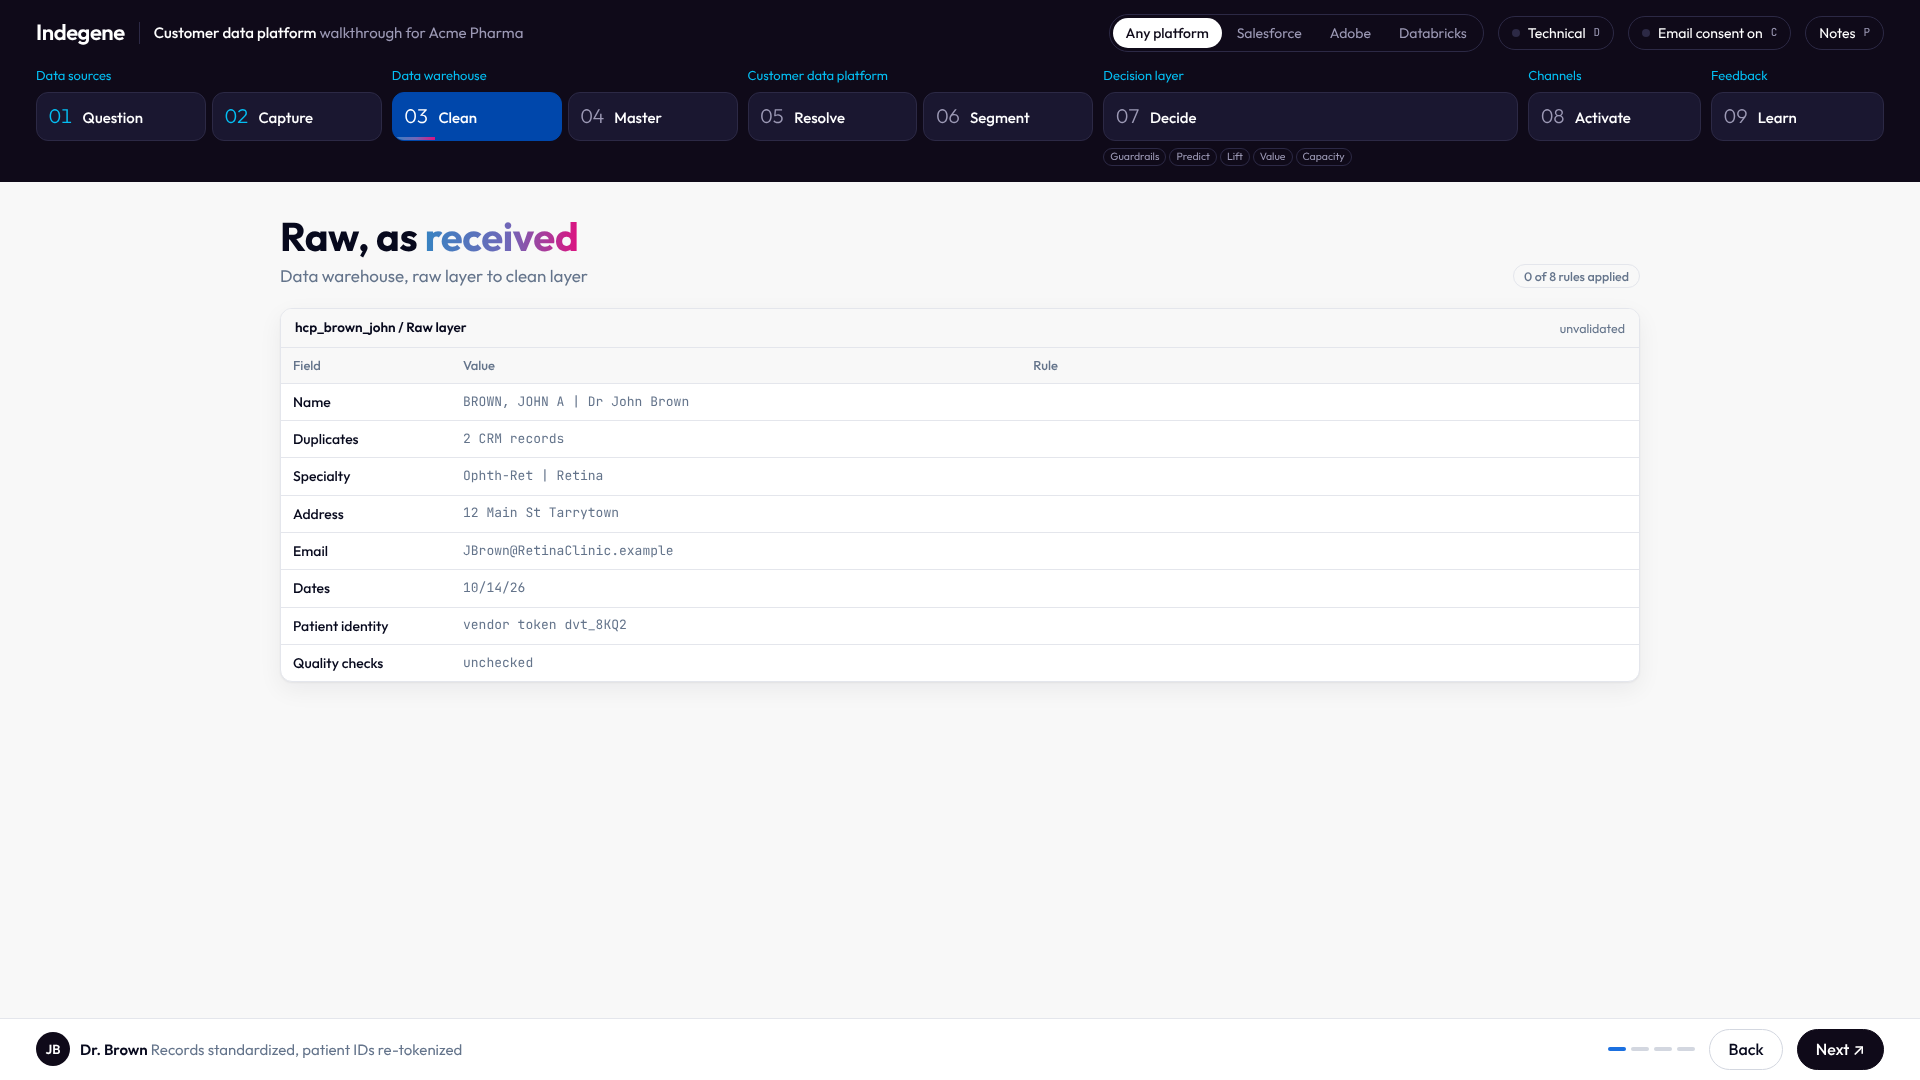 Indegene
Customer data platform walkthrough for Acme Pharma
Any platform
Salesforce
Adobe
Databricks
Technical D
Email consent on C
Notes P
Data sources
Data warehouse
Customer data platform
Decision layer
Channels
Feedback
01 Question
02 Capture
03 Clean
04 Master
05 Resolve
06 Segment
07 Decide
08 Activate
09 Learn
Guardrails
Predict
Lift
Value
Capacity
Raw, as received
Data warehouse, raw layer to clean layer
0 of 8 rules applied
hcp_brown_john / Raw layer
unvalidated
Field Value Rule
Name BROWN, JOHN A | Dr John Brown
Duplicates 2 CRM records
Specialty Ophth-Ret | Retina
Address 12 Main St Tarrytown
Email JBrown@RetinaClinic.example
Dates 10/14/26
Patient identity vendor token dvt_8KQ2
Quality checks unchecked
JB
Dr. Brown Records standardized, patient IDs re-tokenized
Back
Next ↗